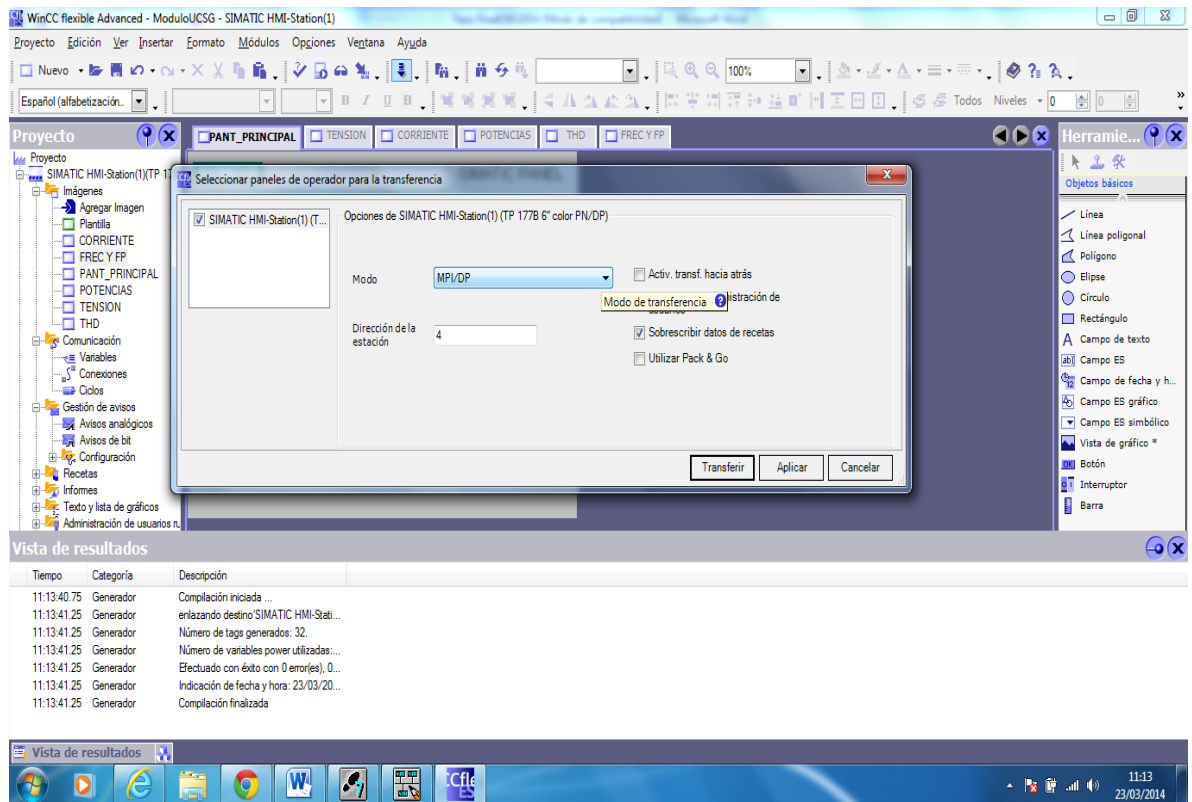 WinCC flexible Advanced - ModuloUCSG - SIMATIC HMI-Station(1)
Proyecto Edición Ver Insertar Formato Módulos Opciones Ventana Ayuda
Nuevo 100%
Español (alfabetización.. B I U B Todos Niveles 0 0
Proyecto
PANT_PRINCIPAL TENSION CORRIENTE POTENCIAS THD FREC Y FP
Herramie...
Proyecto
SIMATIC HMI-Station(1)(TP 17
Imágenes
Agregar Imagen
Plantilla
CORRIENTE
FREC Y FP
PANT_PRINCIPAL
POTENCIAS
TENSION
THD
Comunicación
Variables
Conexiones
Ciclos
Gestión de avisos
Avisos analógicos
Avisos de bit
Configuración
Recetas
Informes
Texto y lista de gráficos
Administración de usuarios ru
SIMATIC PANEL
Seleccionar paneles de operador para la transferencia
SIMATIC HMI-Station(1) (T...
Opciones de SIMATIC HMI-Station(1) (TP 177B 6" color PN/DP)
Modo MPI/DP
Activ. transf. hacia atrás
Modo de transferencia
istración de
Dirección de la estación 4
Sobrescribir datos de recetas
Utilizar Pack & Go
Transferir Aplicar Cancelar
Objetos básicos
Línea
Línea poligonal
Polígono
Elipse
Círculo
Rectángulo
Campo de texto
Campo ES
Campo de fecha y h...
Campo ES gráfico
Campo ES simbólico
Vista de gráfico *
Botón
Interruptor
Barra
Vista de resultados
Tiempo Categoría Descripción
11:13:40.75 Generador Compilación iniciada ...
11:13:41.25 Generador enlazando destino'SIMATIC HMI-Stati...
11:13:41.25 Generador Número de tags generados: 32.
11:13:41.25 Generador Número de variables power utilizadas:...
11:13:41.25 Generador Efectuado con éxito con 0 error(es), 0...
11:13:41.25 Generador Indicación de fecha y hora: 23/03/20...
11:13:41.25 Generador Compilación finalizada
Vista de resultados
11:13
23/03/2014